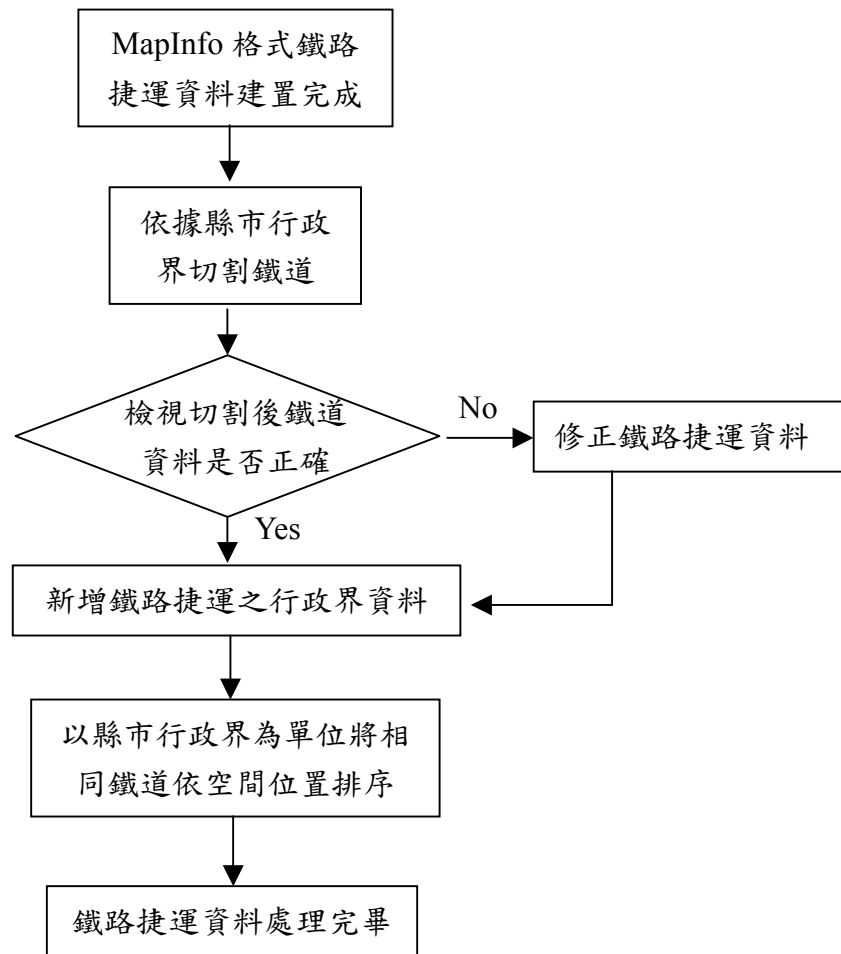 MapInfo 格式鐵路
捷運資料建置完成
依據縣市行政
界切割鐵道
檢視切割後鐵道
資料是否正確
No
修正鐵路捷運資料
Yes
新增鐵路捷運之行政界資料
以縣市行政界為單位將相
同鐵道依空間位置排序
鐵路捷運資料處理完畢